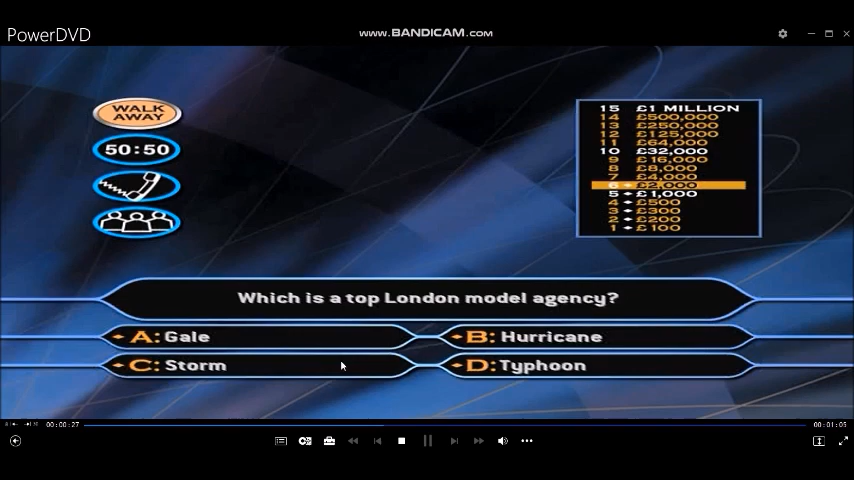 PowerDVD
www.BANDICAM.com
WALK
AWAY
50:50
15 £1 MILLION
14 £500,000
13 £250,000
12 £125,000
11 £64,000
10 £32,000
9 £16,000
8 £8,000
7 £4,000
6 £2,000
5 £1,000
4 £500
3 £300
2 £200
1 £100
Which is a top London model agency?
A: Gale
B: Hurricane
C: Storm
D: Typhoon
00:00:27
00:01:05